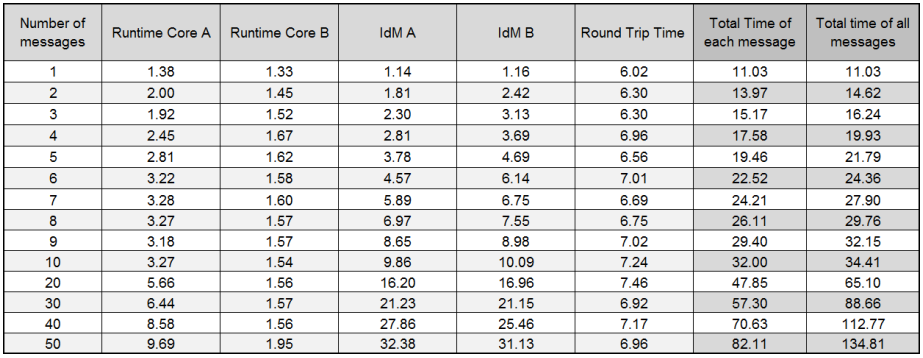 Number of messages Runtime Core A Runtime Core B IdM A IdM B Round Trip Time Total Time of each message Total time of all messages
1 1.38 1.33 1.14 1.16 6.02 11.03 11.03
2 2.00 1.45 1.81 2.42 6.30 13.97 14.62
3 1.92 1.52 2.30 3.13 6.30 15.17 16.24
4 2.45 1.67 2.81 3.69 6.96 17.58 19.93
5 2.81 1.62 3.78 4.69 6.56 19.46 21.79
6 3.22 1.58 4.57 6.14 7.01 22.52 24.36
7 3.28 1.60 5.89 6.75 6.69 24.21 27.90
8 3.27 1.57 6.97 7.55 6.75 26.11 29.76
9 3.18 1.57 8.65 8.98 7.02 29.40 32.15
10 3.27 1.54 9.86 10.09 7.24 32.00 34.41
20 5.66 1.56 16.20 16.96 7.46 47.85 65.10
30 6.44 1.57 21.23 21.15 6.92 57.30 88.66
40 8.58 1.56 27.86 25.46 7.17 70.63 112.77
50 9.69 1.95 32.38 31.13 6.96 82.11 134.81